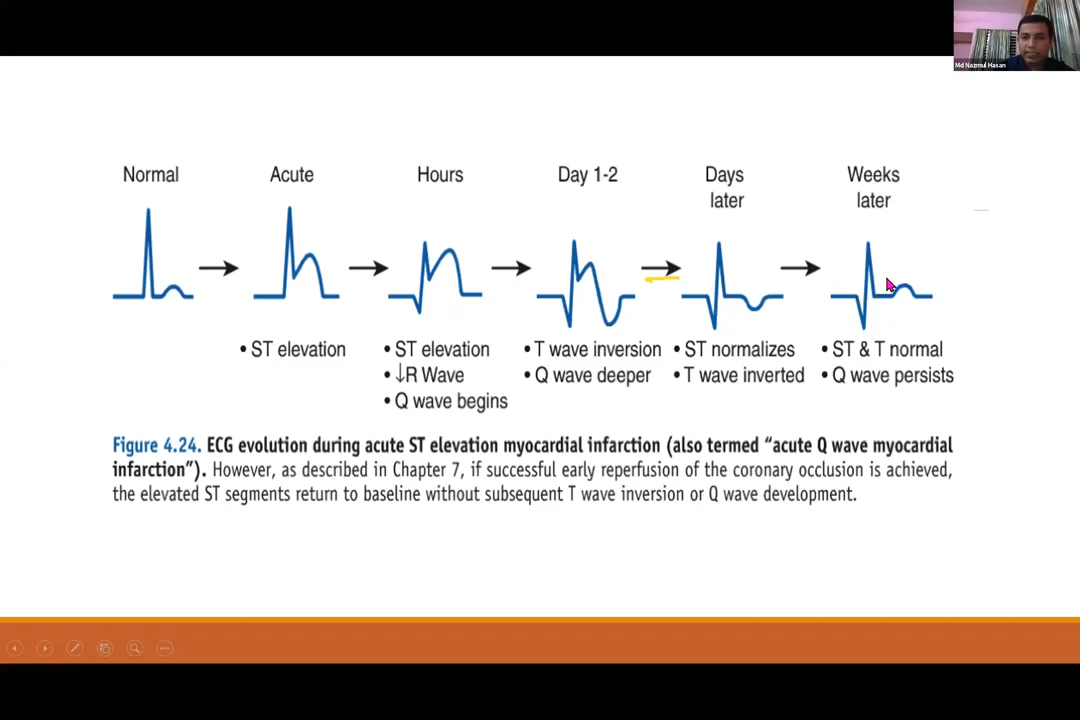 Md Nazmul Hasan
Normal
Acute
Hours
Day 1-2
Days
later
Weeks
later
• ST elevation
• ST elevation
• ↓R Wave
• Q wave begins
• T wave inversion
• Q wave deeper
• ST normalizes
• T wave inverted
• ST & T normal
• Q wave persists
Figure 4.24. ECG evolution during acute ST elevation myocardial infarction (also termed “acute Q wave myocardial
infarction”). However, as described in Chapter 7, if successful early reperfusion of the coronary occlusion is achieved,
the elevated ST segments return to baseline without subsequent T wave inversion or Q wave development.